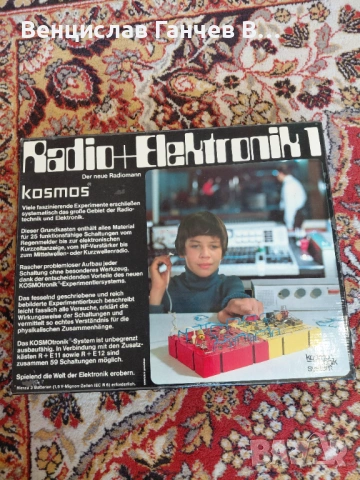 Венцислав Ганчев В...
Radio+Elektronik 1
Der neue Radiomann
kosmos
Viele faszinierende Experimente erschließen
systematisch das große Gebiet der Radio-
technik und Elektronik.
Dieser Grundkasten enthält alles Material
für 25 funktionsfähige Schaltungen vom
Regenmelder bis zur elektronischen
Kurzzeitanzeige, vom NF-Verstärker bis
zum Mittelwellen- oder Kurzwellenradio.
Rascher problemloser Aufbau jeder
Schaltung ohne besonderes Werkzeug,
dank der entscheidenden Vorteile des neuen
KOSMOtronik-Experimentiersystems.
Das fesselnd geschriebene und reich
bebilderte Experimentierbuch beschreibt
leicht faßlich alle Versuche, erklärt die
Wirkungsweise der Schaltungen und
vermittelt so echtes Verständnis für die
physikalischen Zusammenhänge.
Das KOSMOtronik-System ist unbegrenzt
ausbaufähig. In Verbindung mit den Zusatz-
kästen R + E11 sowie R + E12 sind
zusammen 59 Schaltungen möglich.
Spielend die Welt der Elektronik erobern.
System
BAZAR